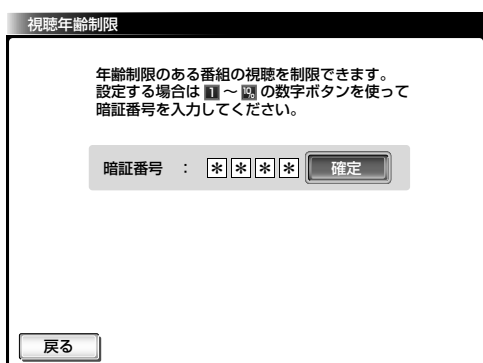 視聴年齢制限
年齢制限のある番組の視聴を制限できます。
設定する場合は 1 ~ 10/0 の数字ボタンを使って
暗証番号を入力してください。
暗証番号 : * * * * 確定
戻る